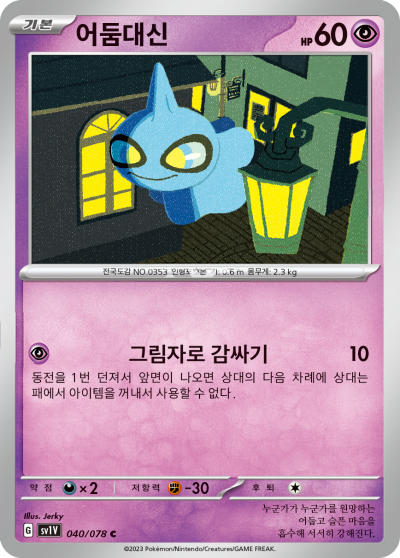 기본 어둠대신 HP 60
전국도감 NO.0353 인형포켓몬 키: 0.6 m 몸무게: 2.3 kg
그림자로 감싸기 10
동전을 1번 던져서 앞면이 나오면 상대의 다음 차례에 상대는
패에서 아이템을 꺼내서 사용할 수 없다.
약점 ×2 저항력 -30 후퇴
Illus. Jerky
G sv1V 040/078 C
누군가가 누군가를 원망하는
어둡고 슬픈 마음을
흡수해 서서히 강해진다.
©2023 Pokémon/Nintendo/Creatures/GAME FREAK.